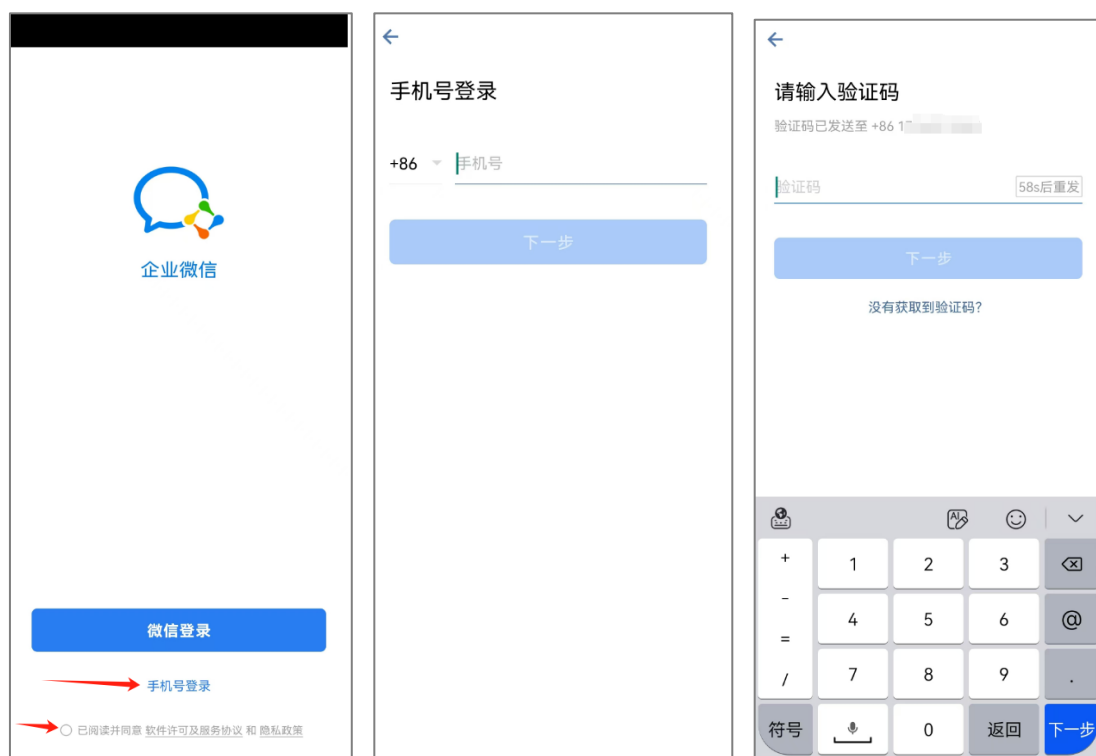 企业微信
微信登录
手机号登录
已阅读并同意 软件许可及服务协议 和 隐私政策
手机号登录
+86 手机号
下一步
请输入验证码
验证码已发送至 +86 1
验证码 58s后重发
下一步
没有获取到验证码?
AI
+ 1 2 3
- 4 5 6 @
=
/ 7 8 9 .
符号 0 返回 下一步